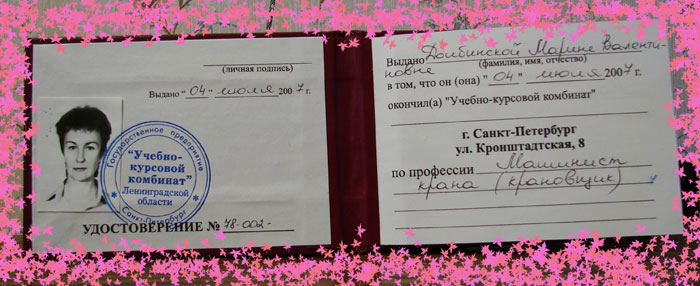 (личная подпись)
Выдано "04" июля 2007 г.
Государственное предприятие
"Учебно-
курсовой
комбинат"
Ленинградской
области
Санкт-Петербург
УДОСТОВЕРЕНИЕ № 78-002-
Выдано Долбинской Марине Валенти-
новне (фамилия, имя, отчество)
в том, что он (она) "04" июля 2007 г.
окончил(а) "Учебно-курсовой комбинат"
г. Санкт-Петербург
ул. Кронштадтская, 8
по профессии Машинист
крана (крановщик)